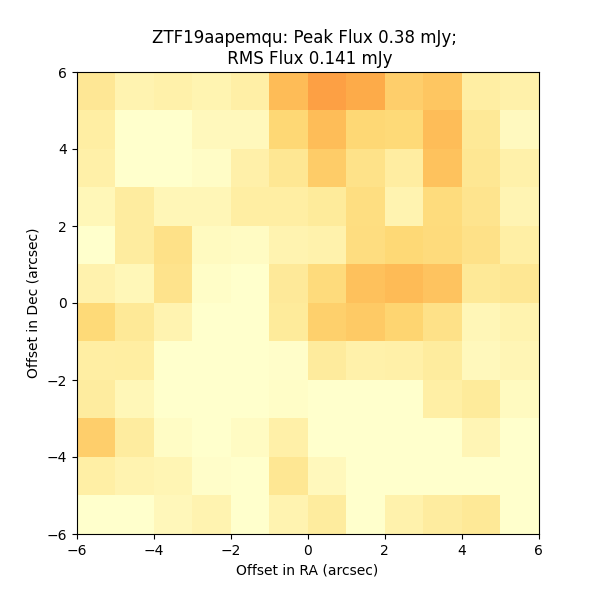 ZTF19aapemqu: Peak Flux 0.38 mJy;
RMS Flux 0.141 mJy
6
4
2
0
−2
−4
−6
Offset in Dec (arcsec)
−6 −4 −2 0 2 4 6
Offset in RA (arcsec)